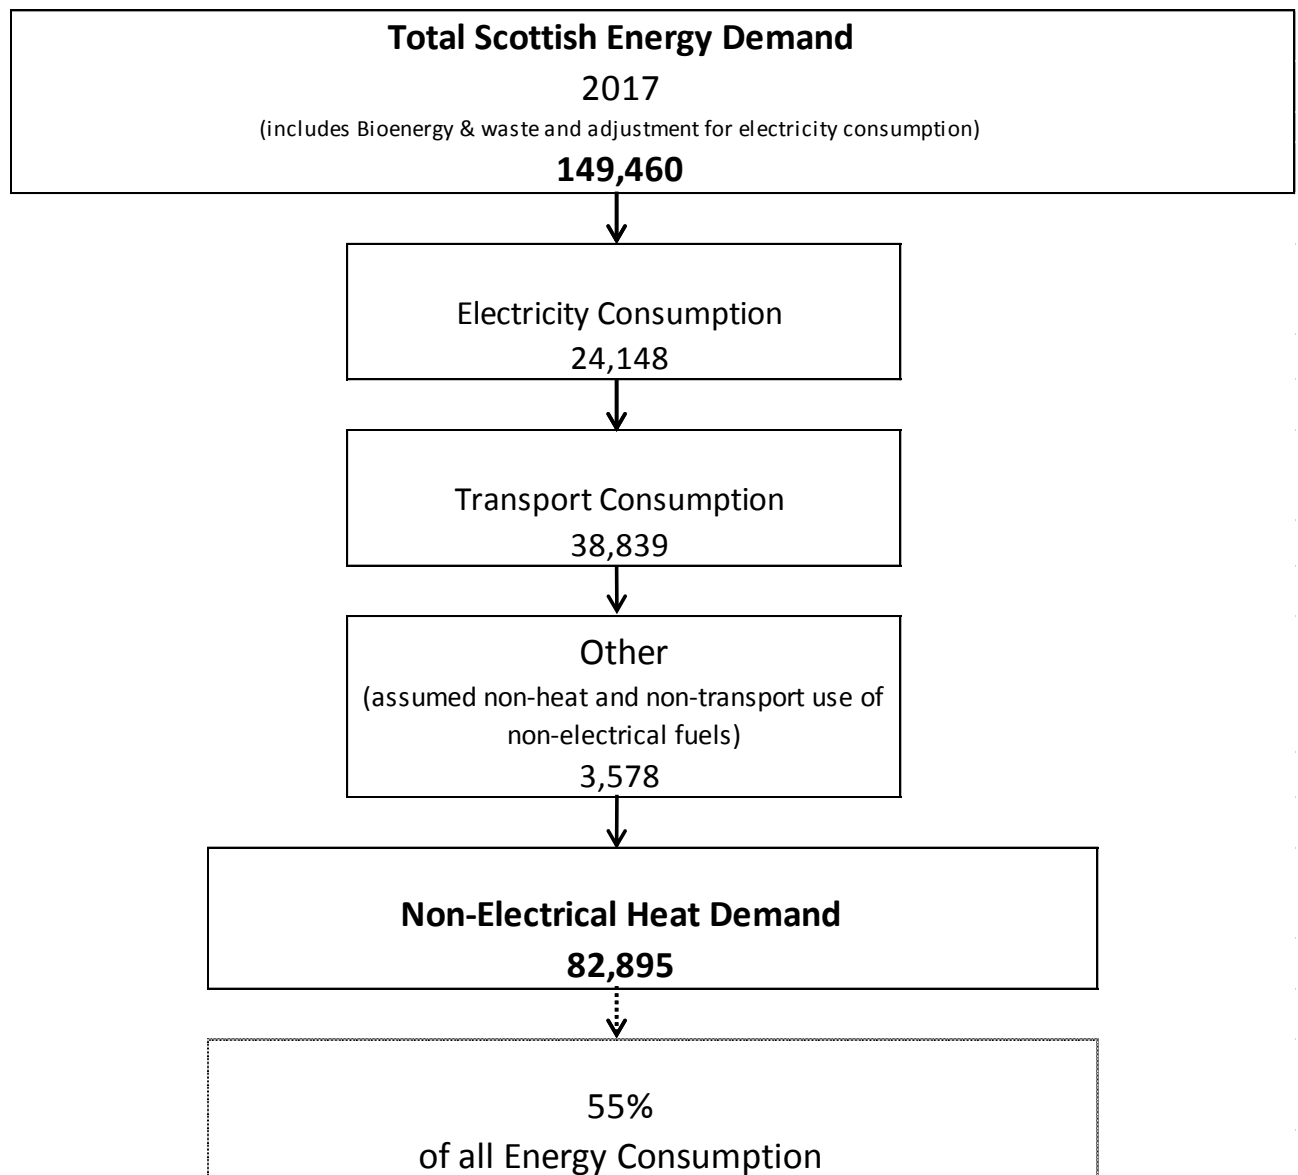 Total Scottish Energy Demand
2017
(includes Bioenergy & waste and adjustment for electricity consumption)
149,460
Electricity Consumption
24,148
Transport Consumption
38,839
Other
(assumed non-heat and non-transport use of
non-electrical fuels)
3,578
Non-Electrical Heat Demand
82,895
55%
of all Energy Consumption